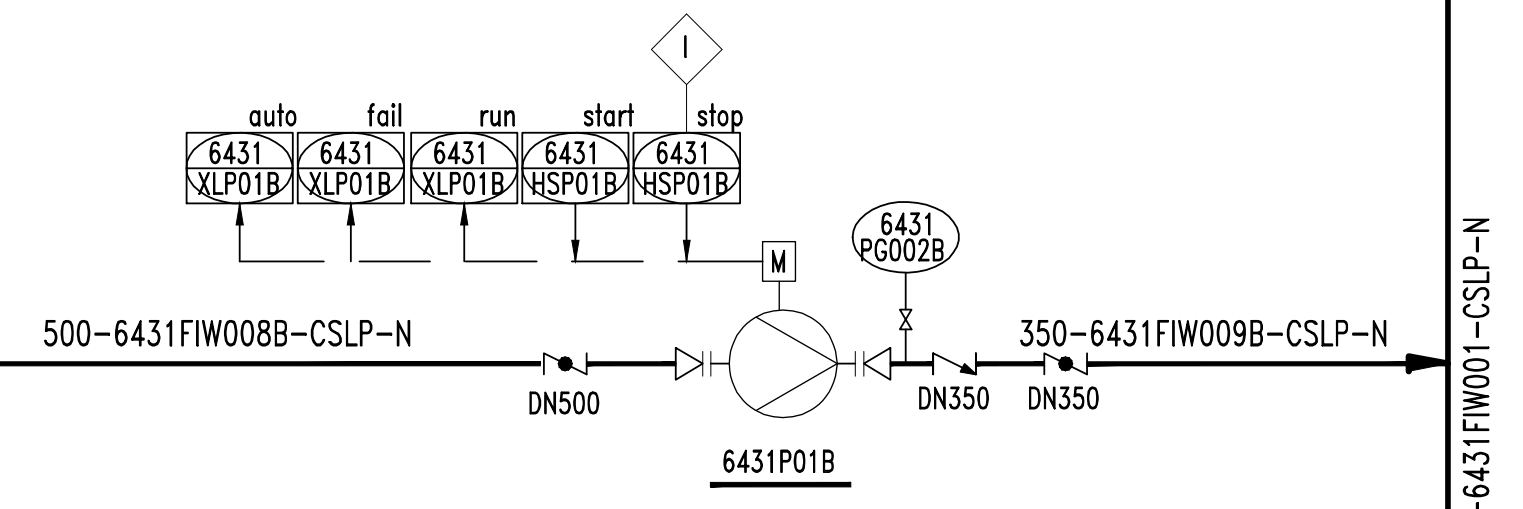 I
auto
fail
run
start
stop
6431
XLP01B
6431
XLP01B
6431
XLP01B
6431
HSP01B
6431
HSP01B
6431
PG002B
M
500-6431FIW008B-CSLP-N
350-6431FIW009B-CSLP-N
DN500
DN350
DN350
6431P01B
-6431FIW001-CSLP-N